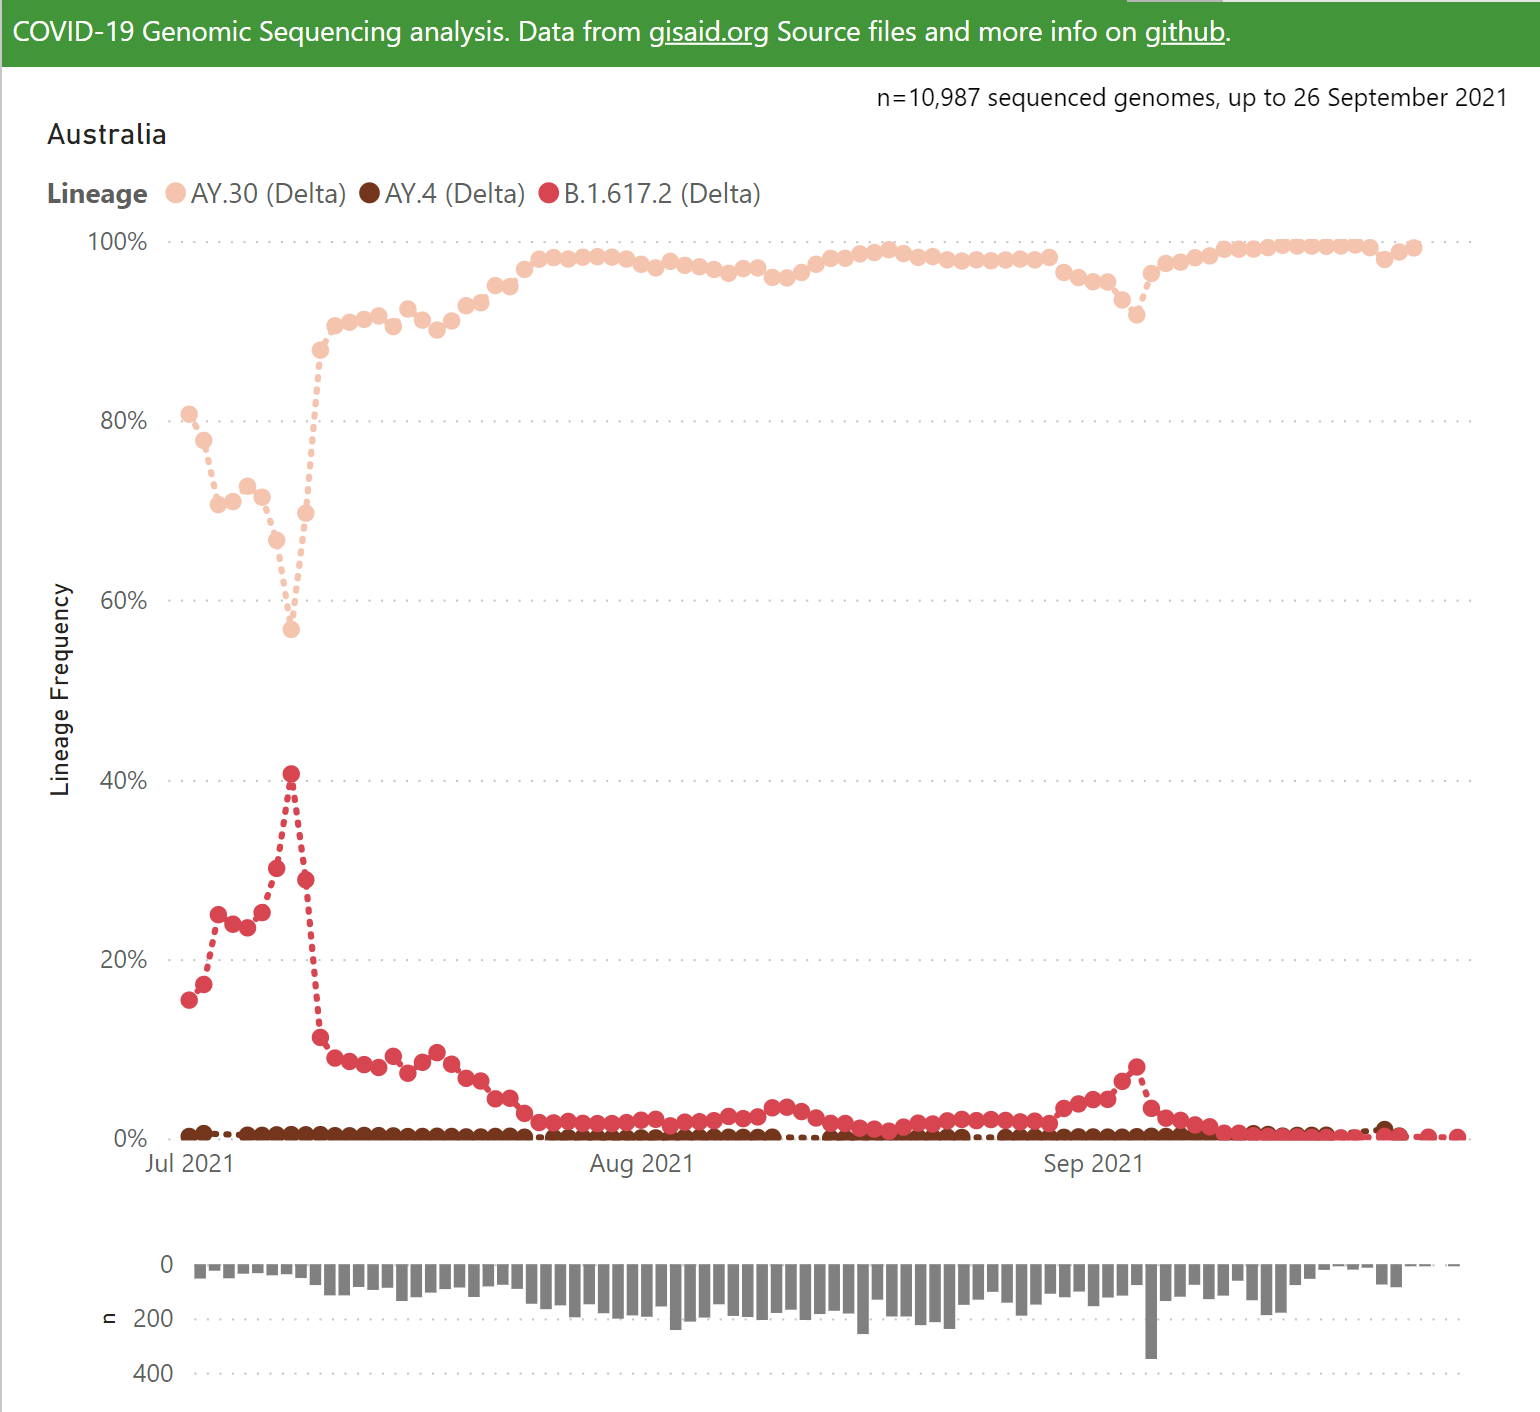 COVID-19 Genomic Sequencing analysis. Data from gisaid.org Source files and more info on github.
n=10,987 sequenced genomes, up to 26 September 2021
Australia
Lineage AY.30 (Delta) AY.4 (Delta) B.1.617.2 (Delta)
100%
80%
60%
40%
20%
0%
Lineage Frequency
Jul 2021 Aug 2021 Sep 2021
0
200
400
n